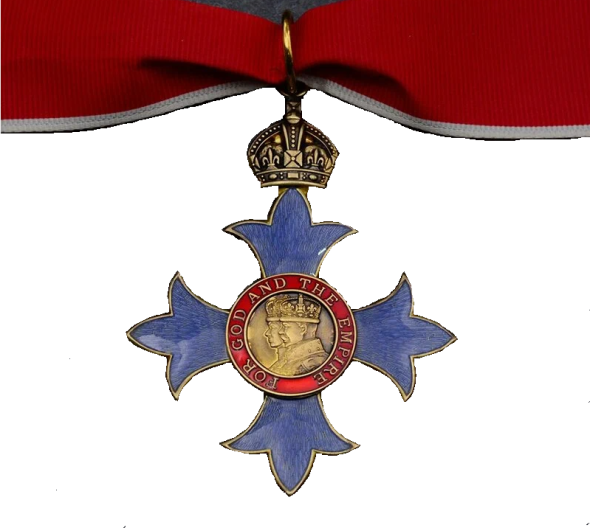 FOR GOD AND THE EMPIRE